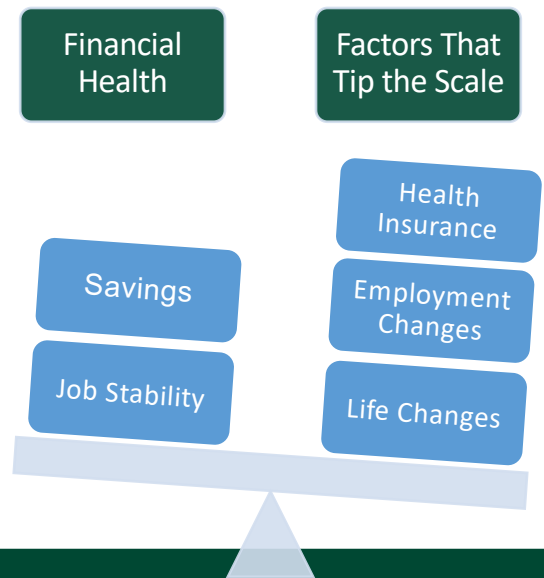 Financial
Health
Factors That
Tip the Scale
Savings
Job Stability
Health
Insurance
Employment
Changes
Life Changes